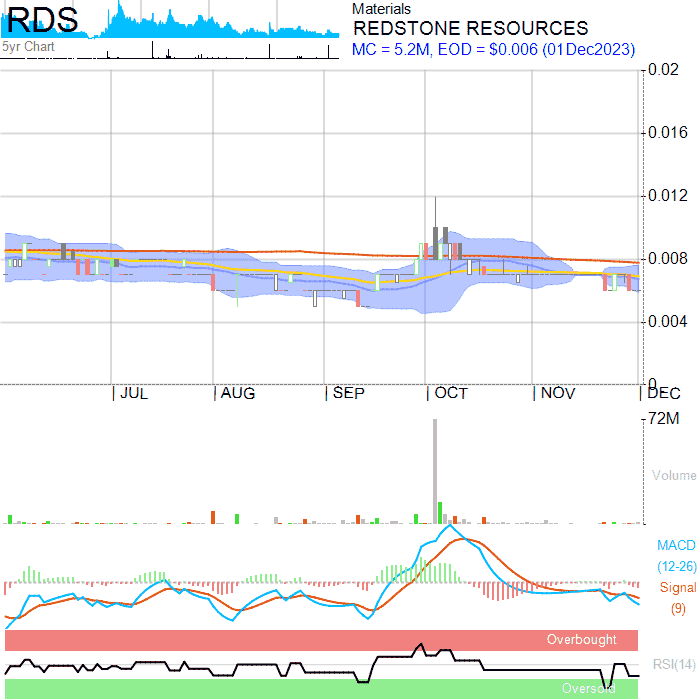 RDS
5yr Chart
Materials
REDSTONE RESOURCES
MC = 5.2M, EOD = $0.006 (01Dec2023)
0.02
0.016
0.012
0.008
0.004
0
JUL AUG SEP OCT NOV DEC
72M
Volume
MACD
(12-26)
Signal
(9)
Overbought
RSI(14)
Oversold